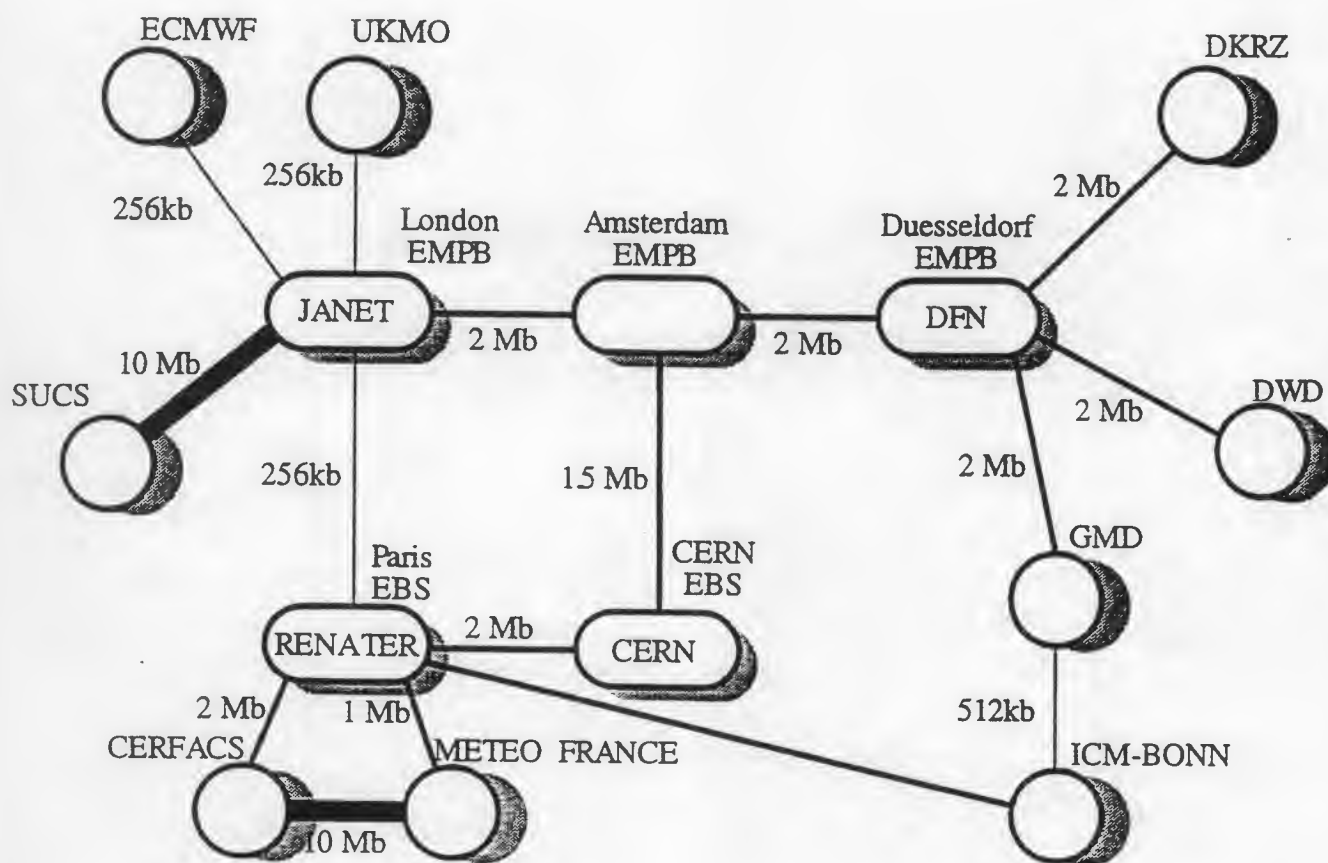 ECMWF
UKMO
DKRZ
256kb
256kb
2 Mb
London
EMPB
Amsterdam
EMPB
Duesseldorf
EMPB
JANET
DFN
2 Mb
2 Mb
10 Mb
SUCS
DWD
2 Mb
256kb
1.5 Mb
2 Mb
GMD
Paris
EBS
CERN
EBS
RENATER
2 Mb
CERN
2 Mb
1 Mb
512kb
CERFACS
METEO FRANCE
ICM-BONN
10 Mb